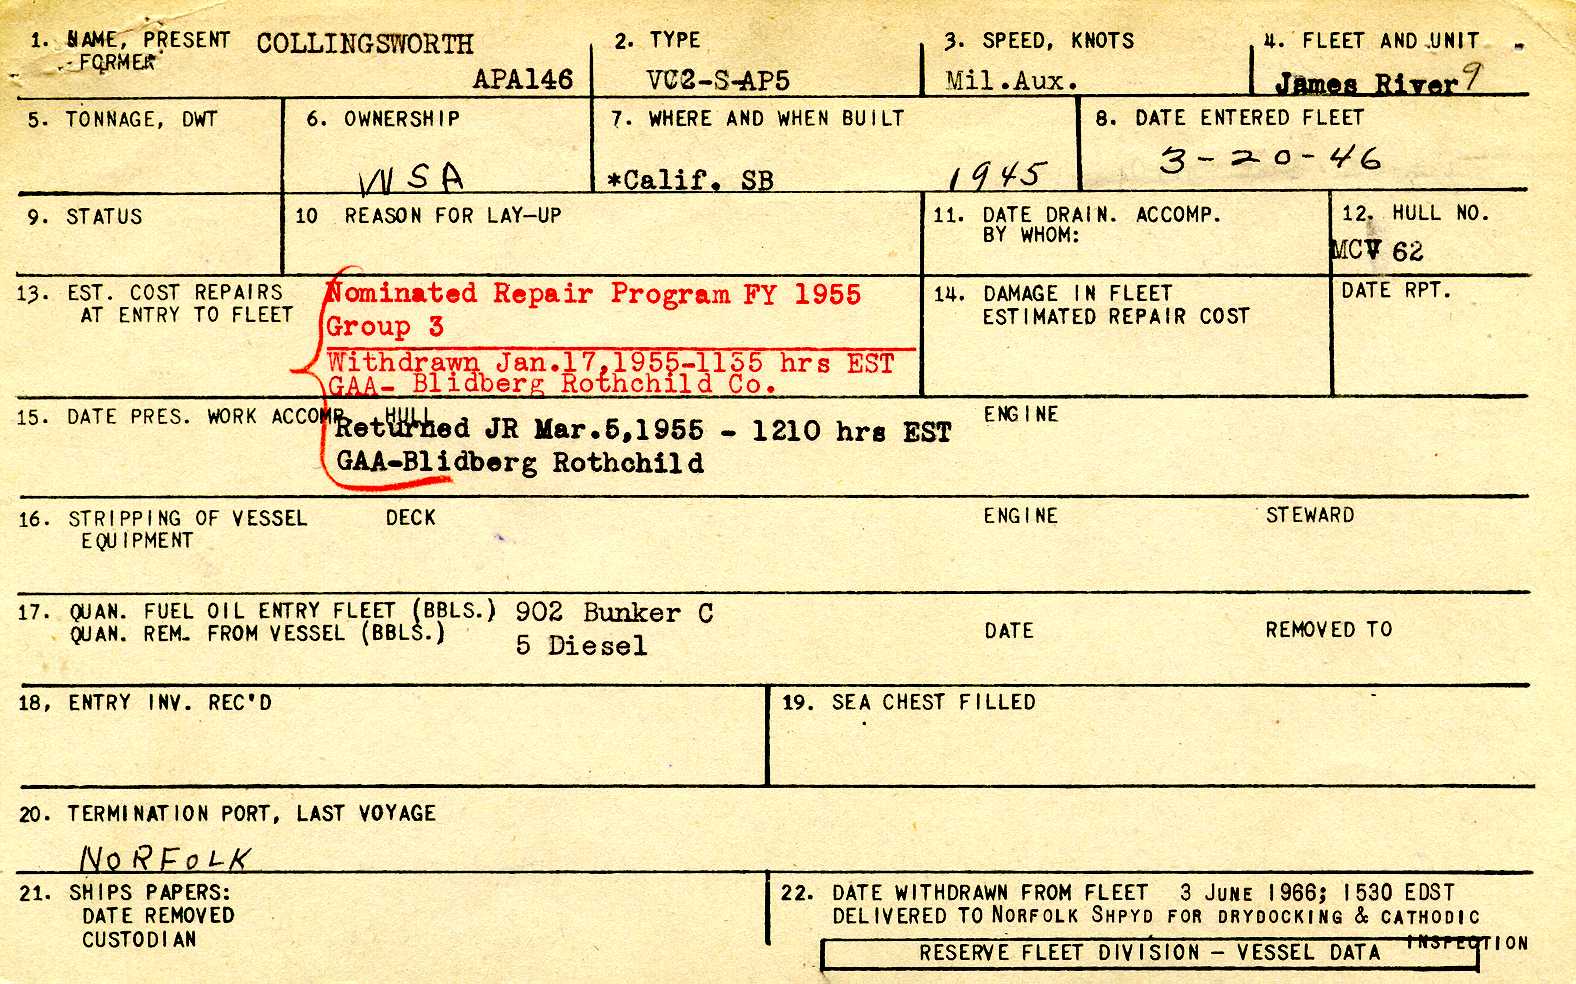 1. NAME, PRESENT COLLINGSWORTH
FORMER APA146
2. TYPE
VC2-S-AP5
3. SPEED, KNOTS
Mil.Aux.
4. FLEET AND UNIT
James River 9
5. TONNAGE, DWT
6. OWNERSHIP
WSA
7. WHERE AND WHEN BUILT
*Calif. SB 1945
8. DATE ENTERED FLEET
3-20-46
9. STATUS
10 REASON FOR LAY-UP
11. DATE DRAIN. ACCOMP.
BY WHOM:
12. HULL NO.
MCV 62
13. EST. COST REPAIRS
AT ENTRY TO FLEET
Nominated Repair Program FY 1955
Group 3
Withdrawn Jan.17,1955-1135 hrs EST
GAA- Blidberg Rothchild Co.
14. DAMAGE IN FLEET
ESTIMATED REPAIR COST
DATE RPT.
15. DATE PRES. WORK ACCOMP. HULL
ENGINE
Returned JR Mar.5,1955 - 1210 hrs EST
GAA-Blidberg Rothchild
16. STRIPPING OF VESSEL DECK ENGINE STEWARD
EQUIPMENT
17. QUAN. FUEL OIL ENTRY FLEET (BBLS.) 902 Bunker C
QUAN. REM. FROM VESSEL (BBLS.) 5 Diesel
DATE REMOVED TO
18, ENTRY INV. REC'D
19. SEA CHEST FILLED
20. TERMINATION PORT, LAST VOYAGE
NORFOLK
21. SHIPS PAPERS:
DATE REMOVED
CUSTODIAN
22. DATE WITHDRAWN FROM FLEET 3 JUNE 1966; 1530 EDST
DELIVERED TO NORFOLK SHPYD FOR DRYDOCKING & CATHODIC
INSPECTION
RESERVE FLEET DIVISION – VESSEL DATA